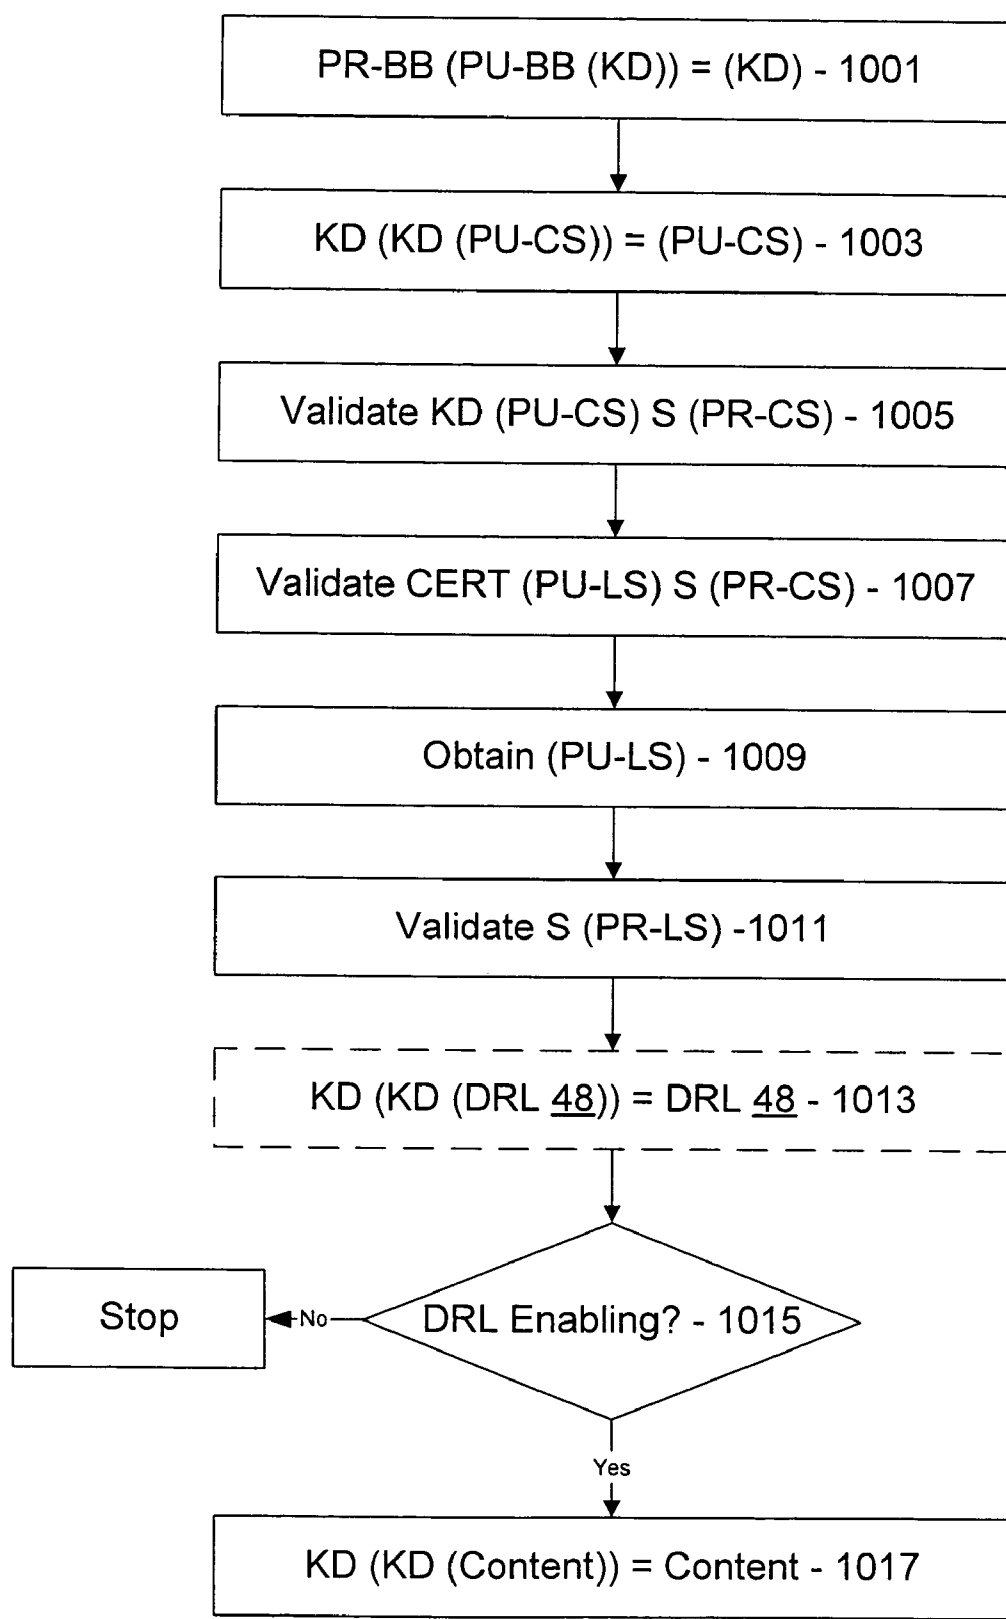 PR-BB (PU-BB (KD)) = (KD) - 1001
KD (KD (PU-CS)) = (PU-CS) - 1003
Validate KD (PU-CS) S (PR-CS) - 1005
Validate CERT (PU-LS) S (PR-CS) - 1007
Obtain (PU-LS) - 1009
Validate S (PR-LS) -1011
KD (KD (DRL 48)) = DRL 48 - 1013
DRL Enabling? - 1015
No
Stop
Yes
KD (KD (Content)) = Content - 1017